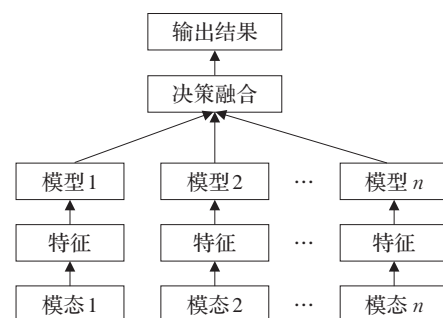 输出结果
决策融合
模型 1 模型 2 … 模型 n
特征 特征 … 特征
模态 1 模态 2 … 模态 n